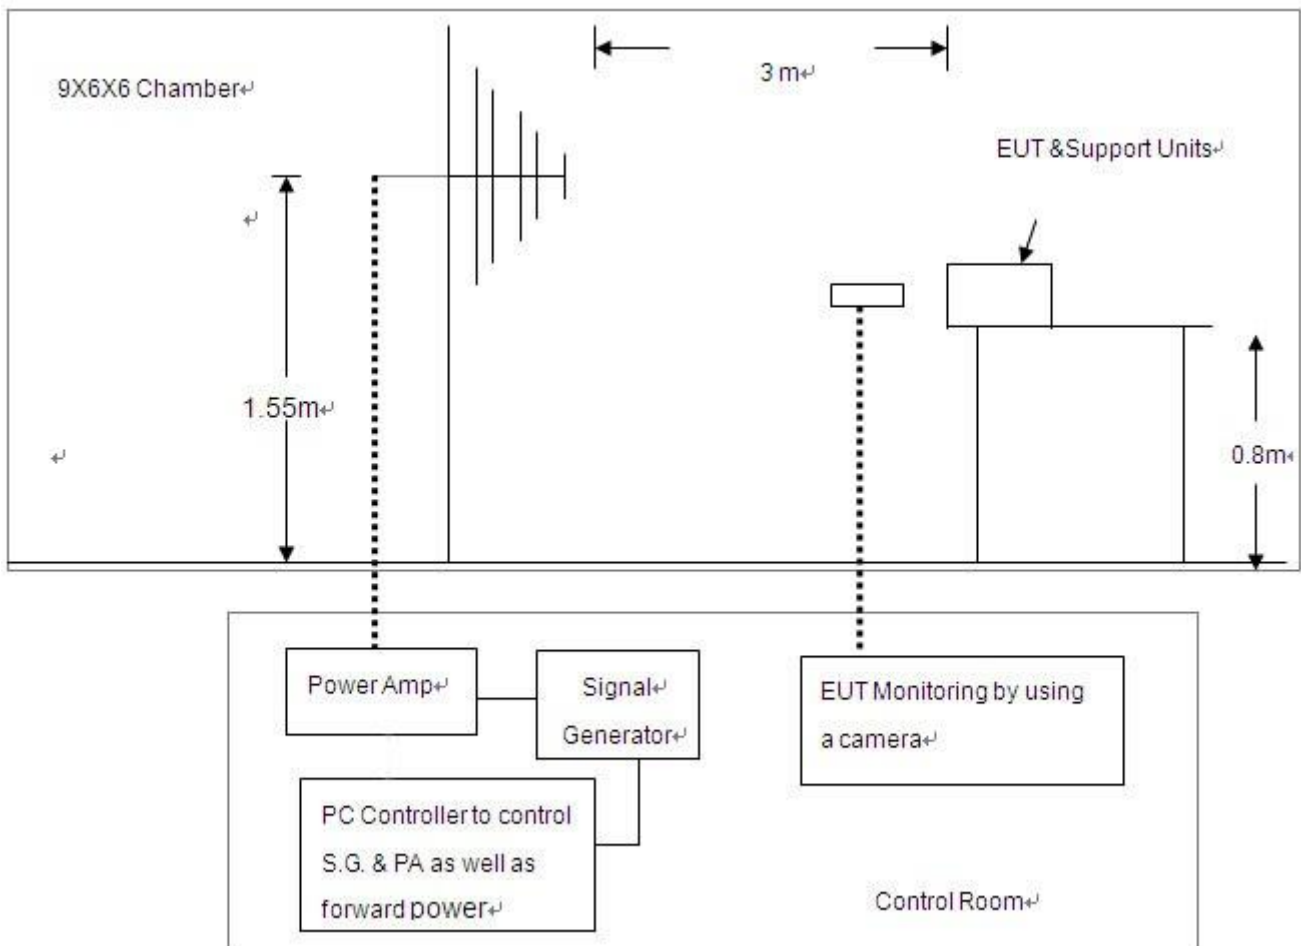 3 m↵
9X6X6 Chamber↵
EUT &Support Units↵
↵
1.55m↵
↵
0.8m
Power Amp↵
Signal↵
Generator↵
EUT Monitoring by using
a camera↵
PC Controller to control
S.G. & PA as well as
forward power↵
Control Room↵